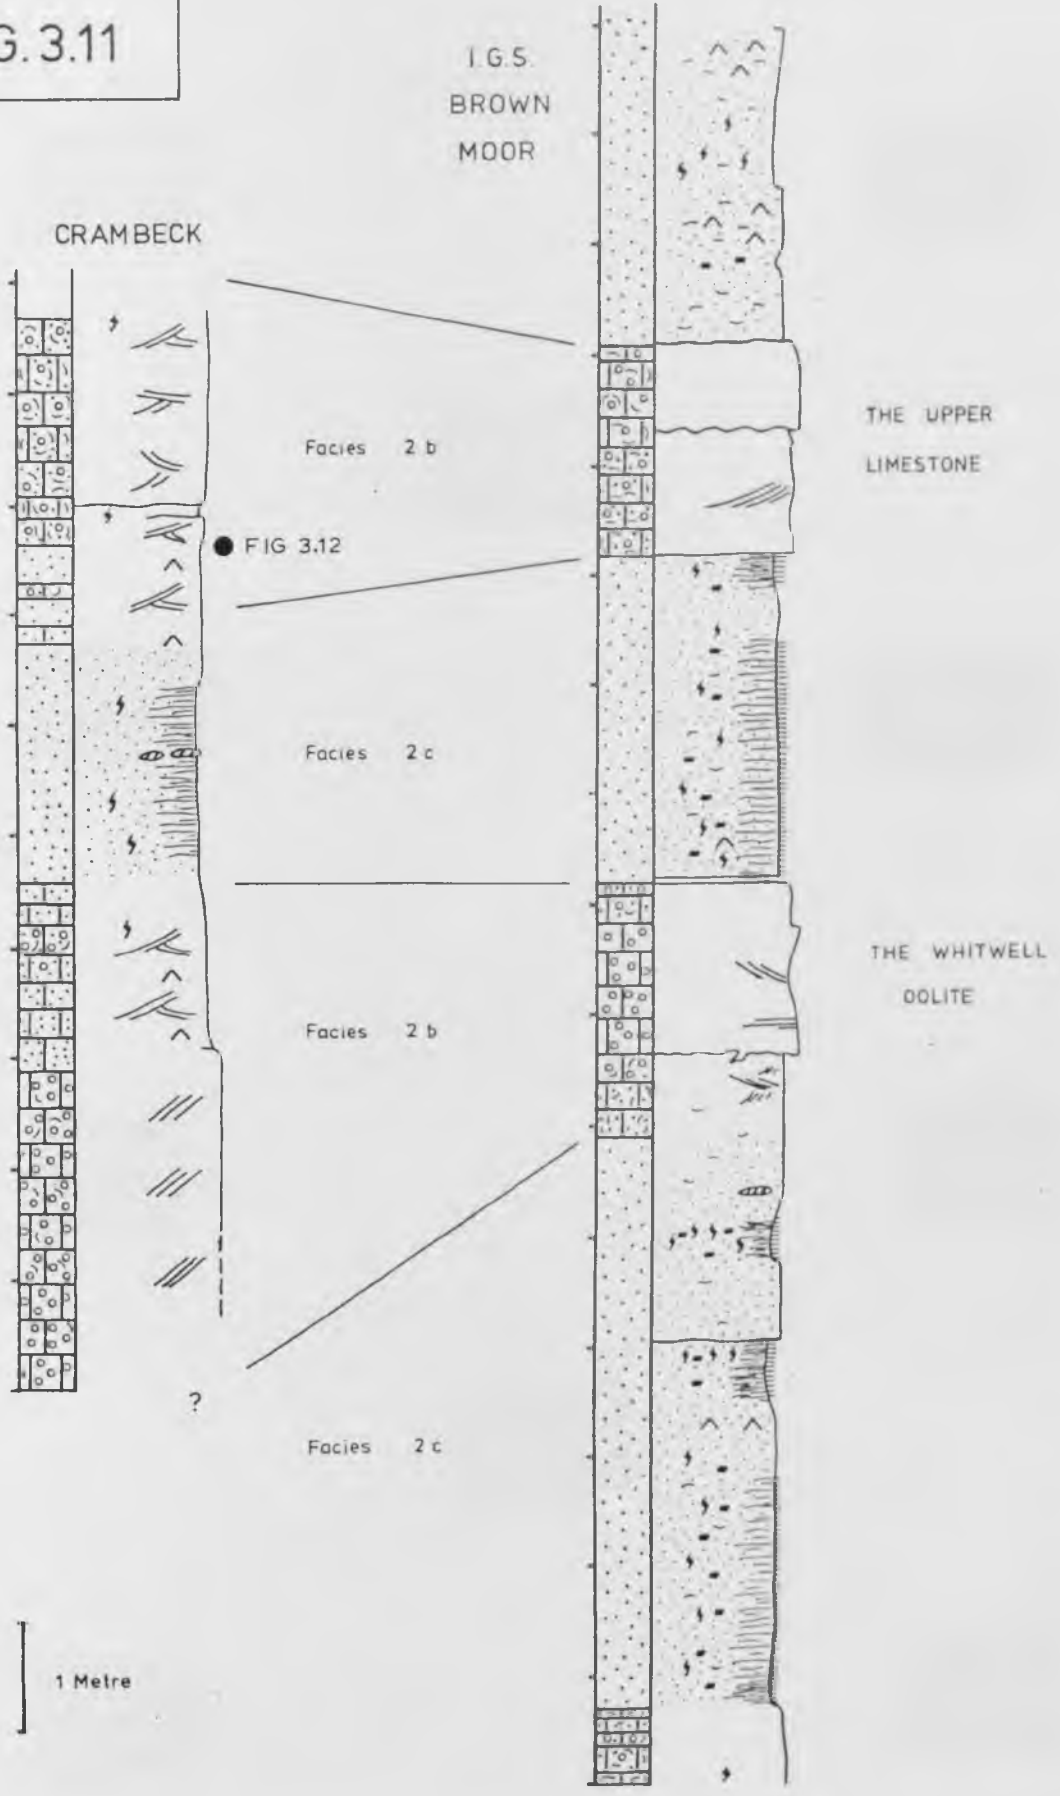 G. 3.11
I.G.S.
BROWN
MOOR
CRAMBECK
THE UPPER
LIMESTONE
Facies 2 b
FIG 3.12
Facies 2 c
THE WHITWELL
OOLITE
Facies 2 b
?
Facies 2 c
1 Metre